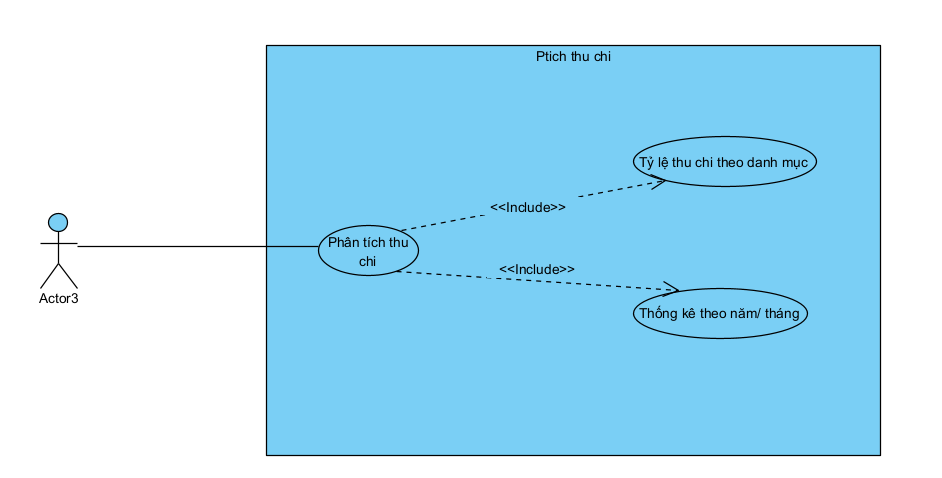 Ptich thu chi
Tỷ lệ thu chi theo danh mục
<<Include>>
Phân tích thu
chi
<<Include>>
Actor3
Thống kê theo năm/ tháng